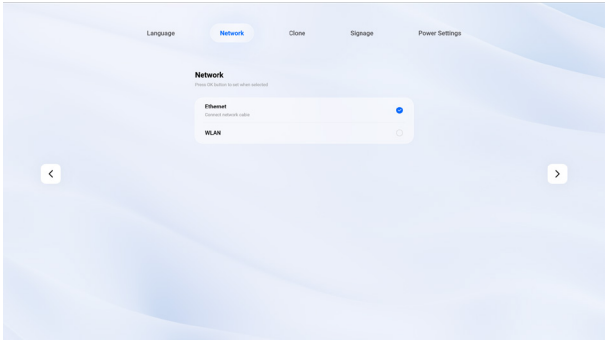 Language
Network
Clone
Signage
Power Settings
Network
Press OK button to set when selected
Ethernet
Connect network cable
WLAN